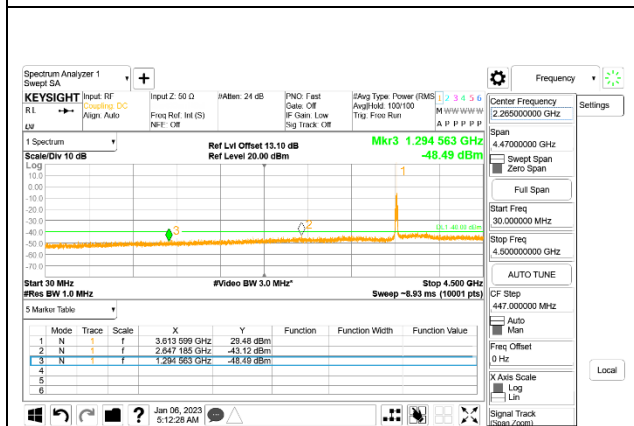 Spectrum Analyzer 1
Swept SA
+
Frequency
KEYSIGHT
RL
Input: RF
Coupling: DC
Align: Auto
Input Z: 50 Ω
Freq Ref: Int (S)
NFE: Off
#Atten: 24 dB
PNO: Fast
Gate: Off
IF Gain: Low
Sig Track: Off
#Avg Type: Power (RMS
Avg|Hold: 100/100
Trig: Free Run
1 2 3 4 5 6
M W W W W W
A P P P P P
1 Spectrum
Scale/Div 10 dB
Log
Ref Lvl Offset 13.10 dB
Ref Level 20.00 dBm
Mkr3 1.294 563 GHz
-48.49 dBm
10.0
0.00
-10.0
-20.0
-30.0
-40.0
-50.0
-60.0
-70.0
1
2
3
Start 30 MHz
#Res BW 1.0 MHz
#Video BW 3.0 MHz*
Stop 4.500 GHz
Sweep ~8.93 ms (10001 pts)
5 Marker Table
Mode Trace Scale X Y Function Function Width Function Value
1 N 1 f 3.613 599 GHz 29.48 dBm
2 N 1 f 2.647 185 GHz -43.12 dBm
3 N 1 f 1.294 563 GHz -48.49 dBm
4
5
6
Jan 06, 2023
5:12:28 AM
?
Center Frequency
2.265000000 GHz
Span
4.47000000 GHz
Swept Span
Zero Span
Full Span
Start Freq
30.000000 MHz
Stop Freq
4.500000000 GHz
AUTO TUNE
CF Step
447.000000 MHz
Auto
Man
Freq Offset
0 Hz
X Axis Scale
Log
Lin
Signal Track
(Span Zoom)
Settings
Local